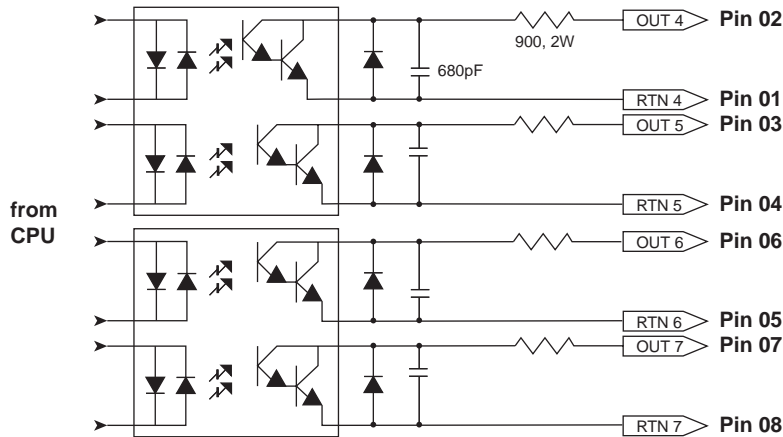 OUT 4 Pin 02
900, 2W
680pF
RTN 4 Pin 01
OUT 5 Pin 03
RTN 5 Pin 04
from
CPU
OUT 6 Pin 06
RTN 6 Pin 05
OUT 7 Pin 07
RTN 7 Pin 08